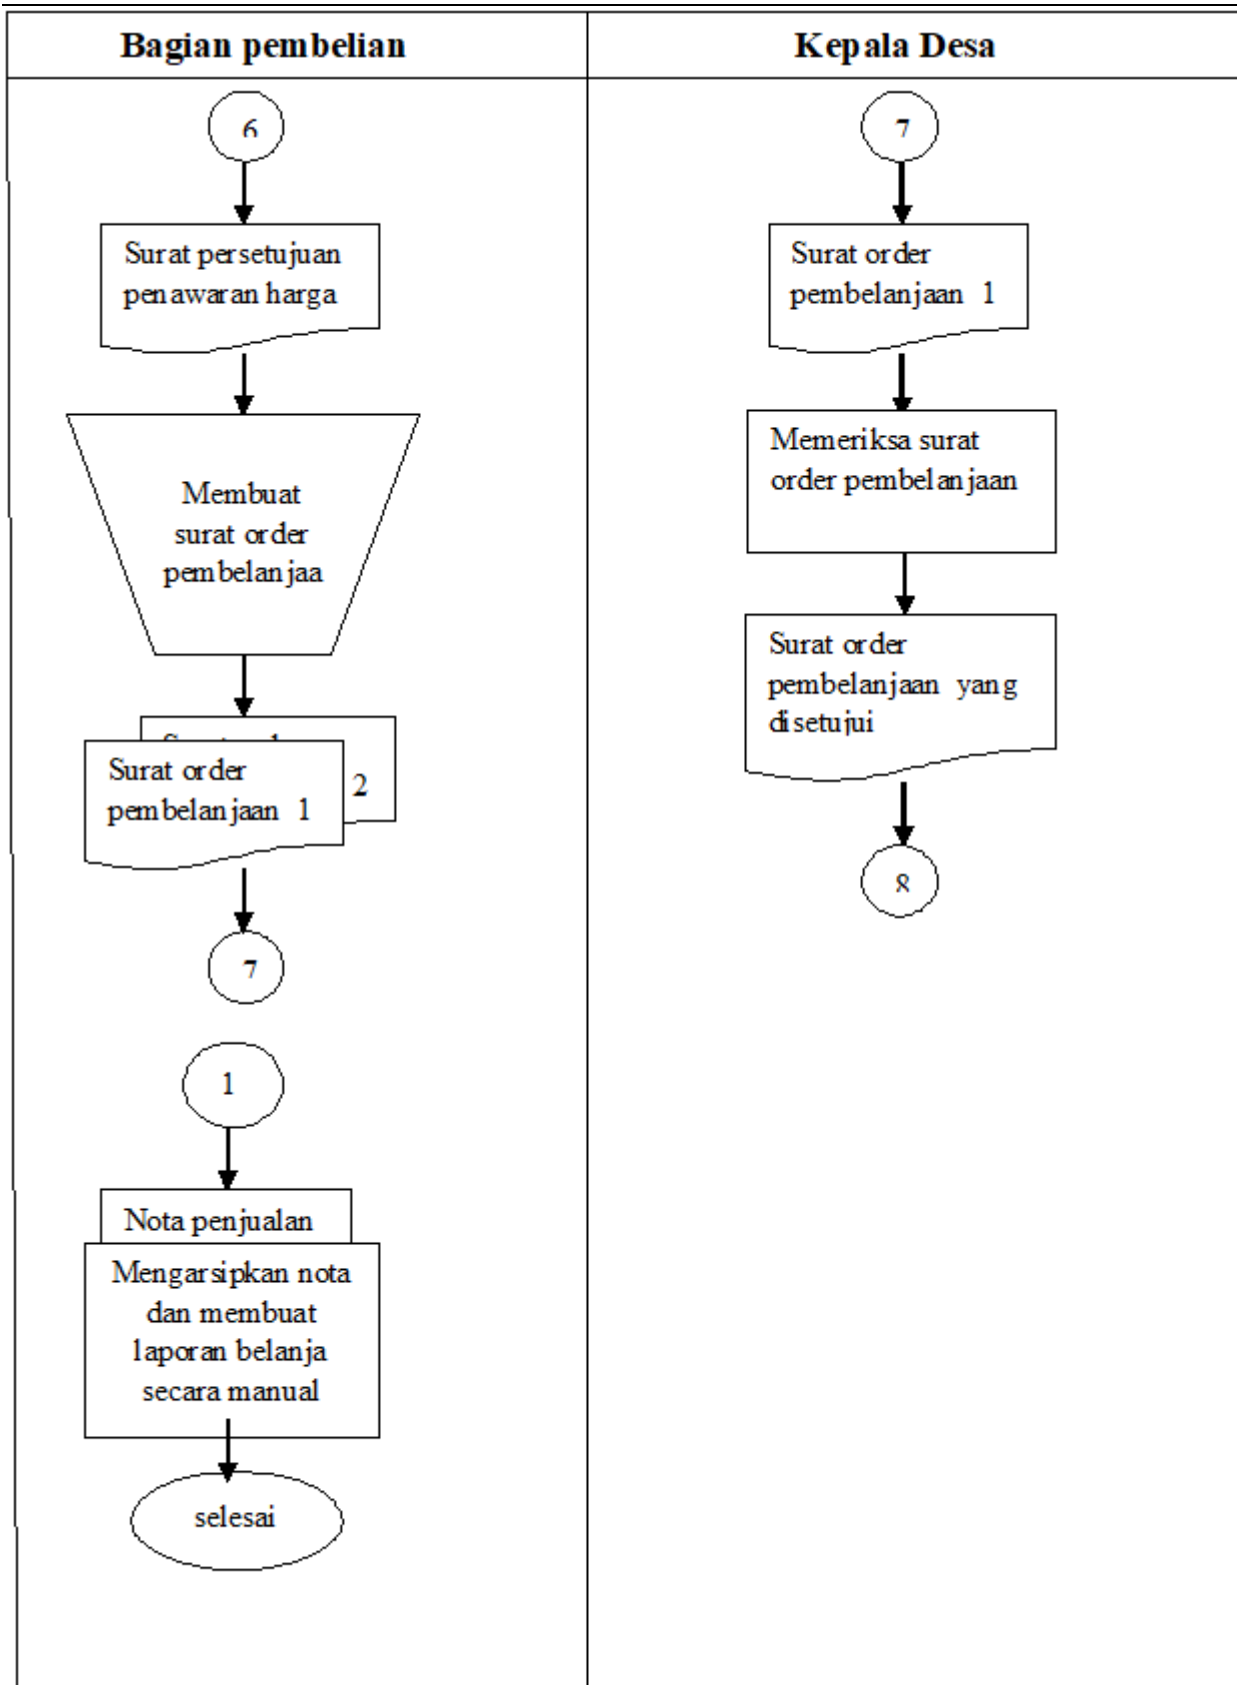 Bagian pembelian
Kepala Desa
6
Surat persetujuan
penawaran harga
Membuat
surat order
pembelanjaa
2
Surat order
pembelanjaan 1
7
1
Nota penjualan
Mengarsipkan nota
dan membuat
laporan belanja
secara manual
selesai
7
Surat order
pembelanjaan 1
Memeriksa surat
order pembelanjaan
Surat order
pembelanjaan yang
disetujui
8